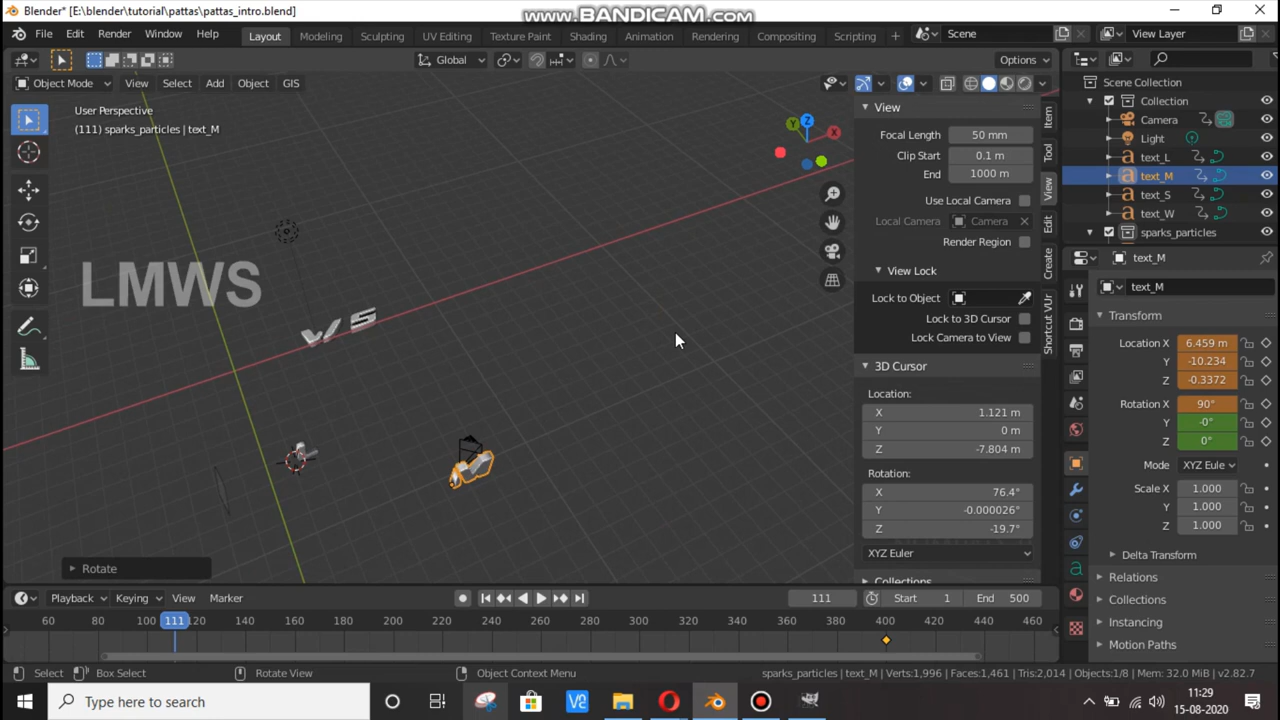 Blender* [E:\blender\tutorial\pattas\pattas_intro.blend]
www.BANDICAM.com
File Edit Render Window Help
Layout Modeling Sculpting UV Editing Texture Paint Shading Animation Rendering Compositing Scripting +
Scene
View Layer
Global
Options
Object Mode View Select Add Object GIS
User Perspective
(111) sparks_particles | text_M
LMWS
W S
Z
Y
X
View
Focal Length 50 mm
Clip Start 0.1 m
End 1000 m
Use Local Camera
Local Camera Camera
Render Region
View Lock
Lock to Object
Lock to 3D Cursor
Lock Camera to View
3D Cursor
Location:
X 1.121 m
Y 0 m
Z -7.804 m
Rotation:
X 76.4°
Y -0.000026°
Z -19.7°
XYZ Euler
Collections
Item
Tool
View
Edit
Create
Shortcut VUr
Scene Collection
Collection
Camera
Light
text_L
text_M
text_S
text_W
sparks_particles
text_M
text_M
Transform
Location X 6.459 m
Y -10.234
Z -0.3372
Rotation X 90°
Y -0°
Z 0°
Mode XYZ Eule
Scale X 1.000
Y 1.000
Z 1.000
Delta Transform
Relations
Collections
Instancing
Motion Paths
Rotate
Playback Keying View Marker
111
Start 1
End 500
60 80 100 111 120 140 160 180 200 220 240 260 280 300 320 340 360 380 400 420 440 460
Select Box Select Rotate View Object Context Menu
sparks_particles | text_M | Verts:1,996 | Faces:1,461 | Tris:2,014 | Objects:1/8 | Mem: 32.0 MiB | v2.82.7
Type here to search
11:29
15-08-2020